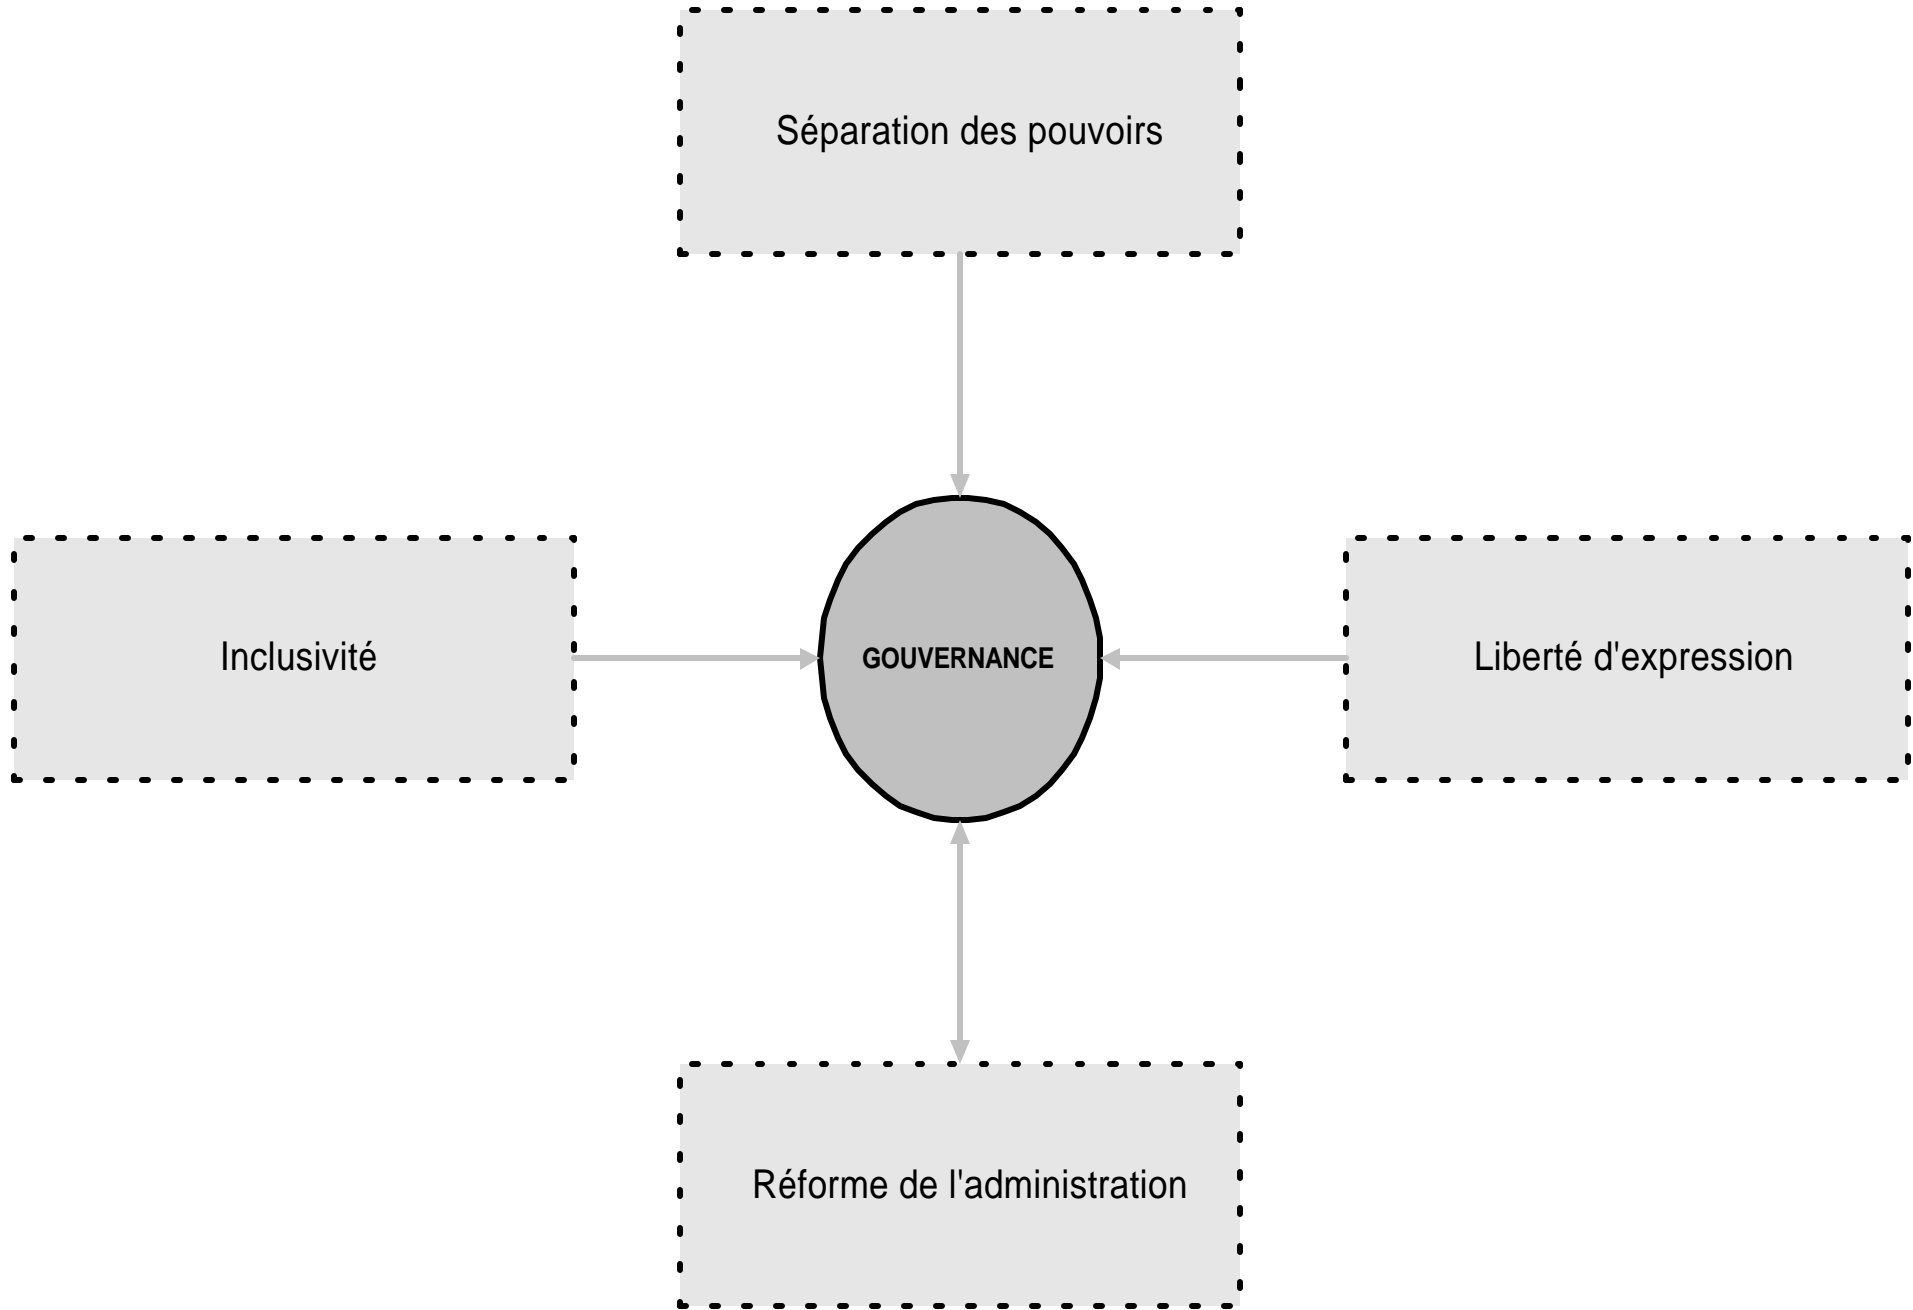 Séparation des pouvoirs
Inclusivité
GOUVERNANCE
Liberté d'expression
Réforme de l'administration